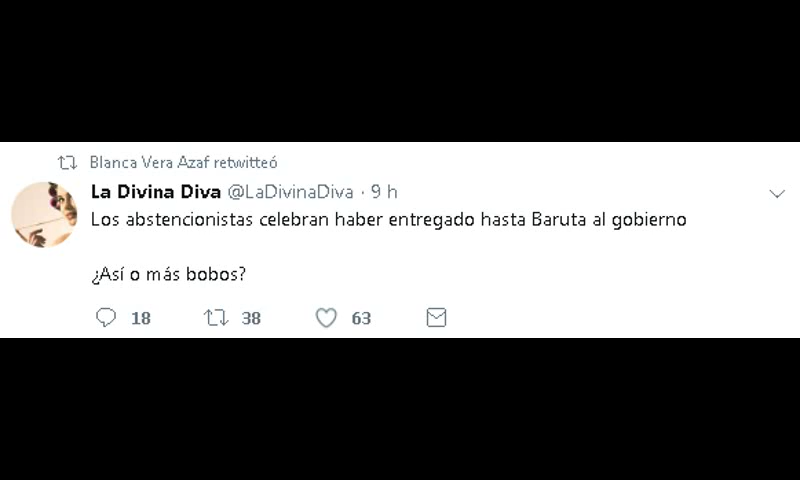 Blanca Vera Azaf retwitteó
La Divina Diva @LaDivinaDiva · 9 h
Los abstencionistas celebran haber entregado hasta Baruta al gobierno
¿Así o más bobos?
18 38 63